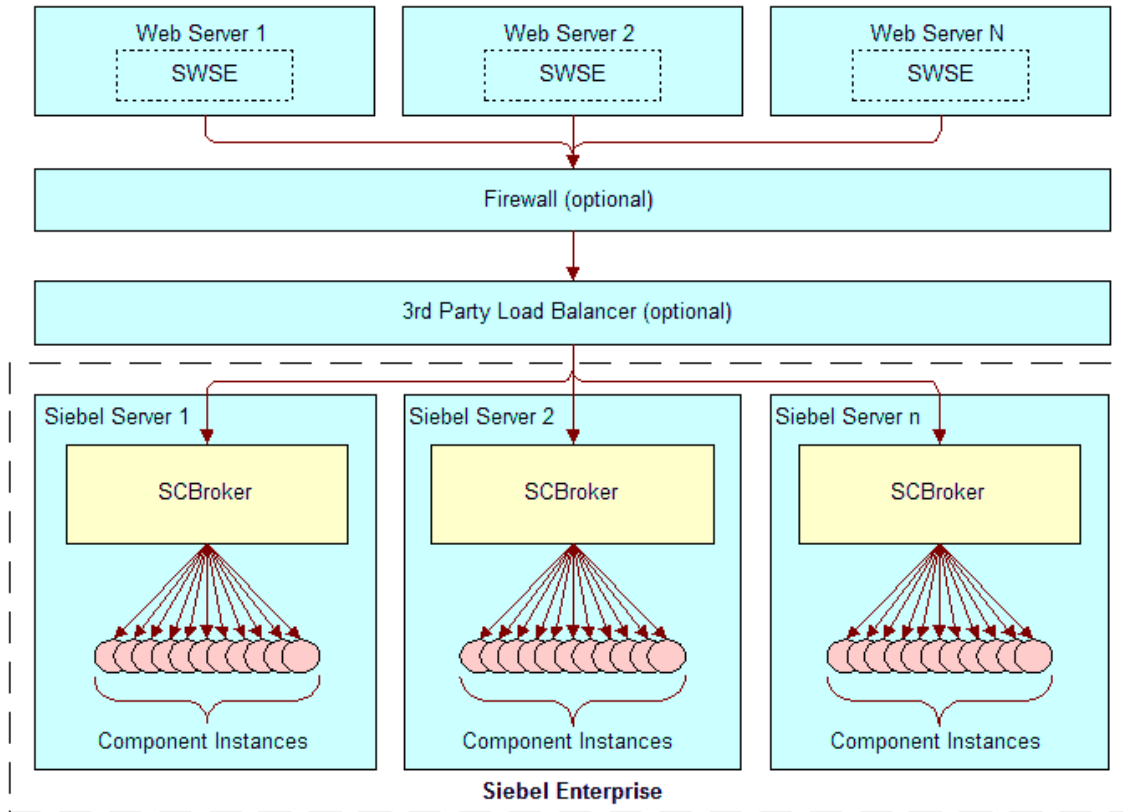 Web Server 1
SWSE
Web Server 2
SWSE
Web Server N
SWSE
Firewall (optional)
3rd Party Load Balancer (optional)
Siebel Server 1
SCBroker
Component Instances
Siebel Server 2
SCBroker
Component Instances
Siebel Server n
SCBroker
Component Instances
Siebel Enterprise